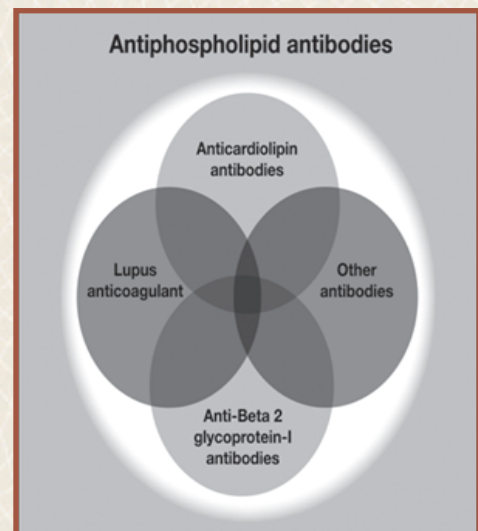 Antiphospholipid antibodies
Anticardiolipin
antibodies
Lupus
anticoagulant
Other
antibodies
Anti-Beta 2
glycoprotein-I
antibodies